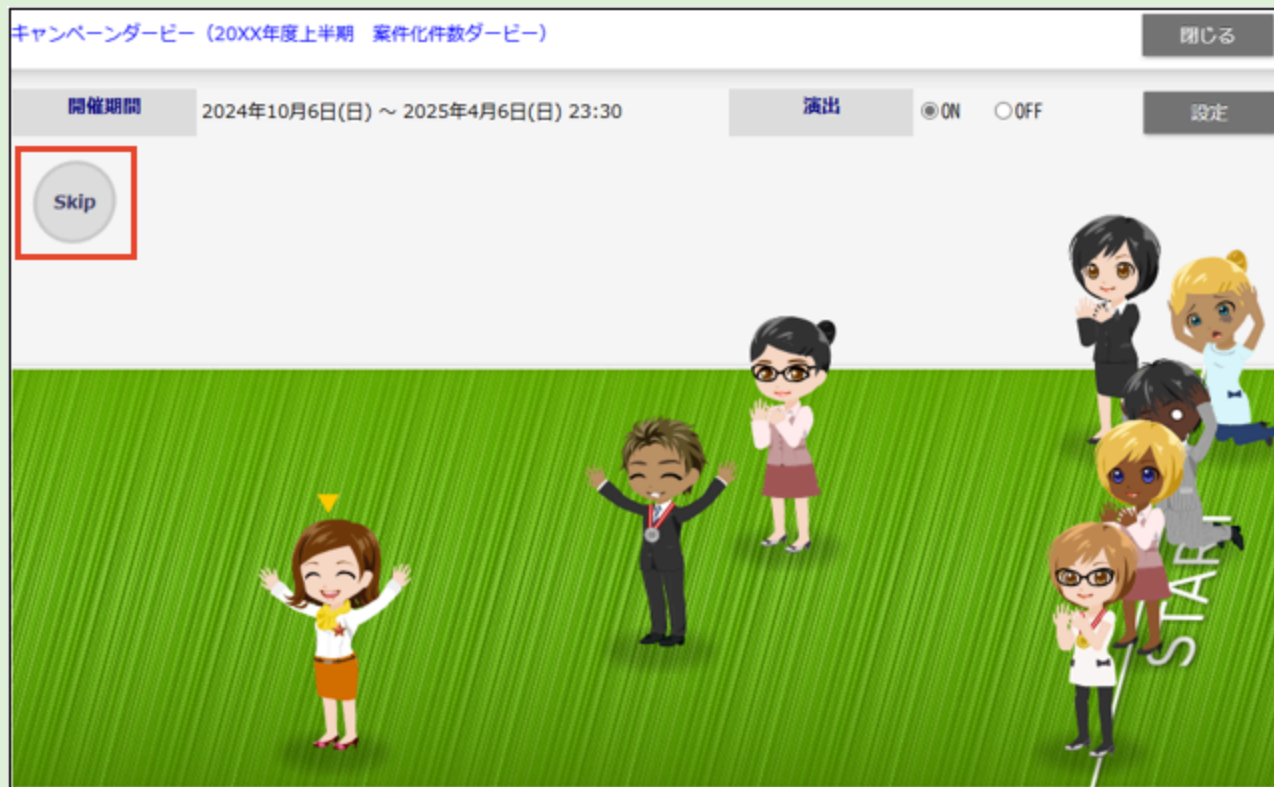 キャンペーンダービー（20XX年度上半期　案件化件数ダービー）
閉じる
開催期間
2024年10月6日(日) ～ 2025年4月6日(日) 23:30
演出
ON
OFF
設定
Skip
START